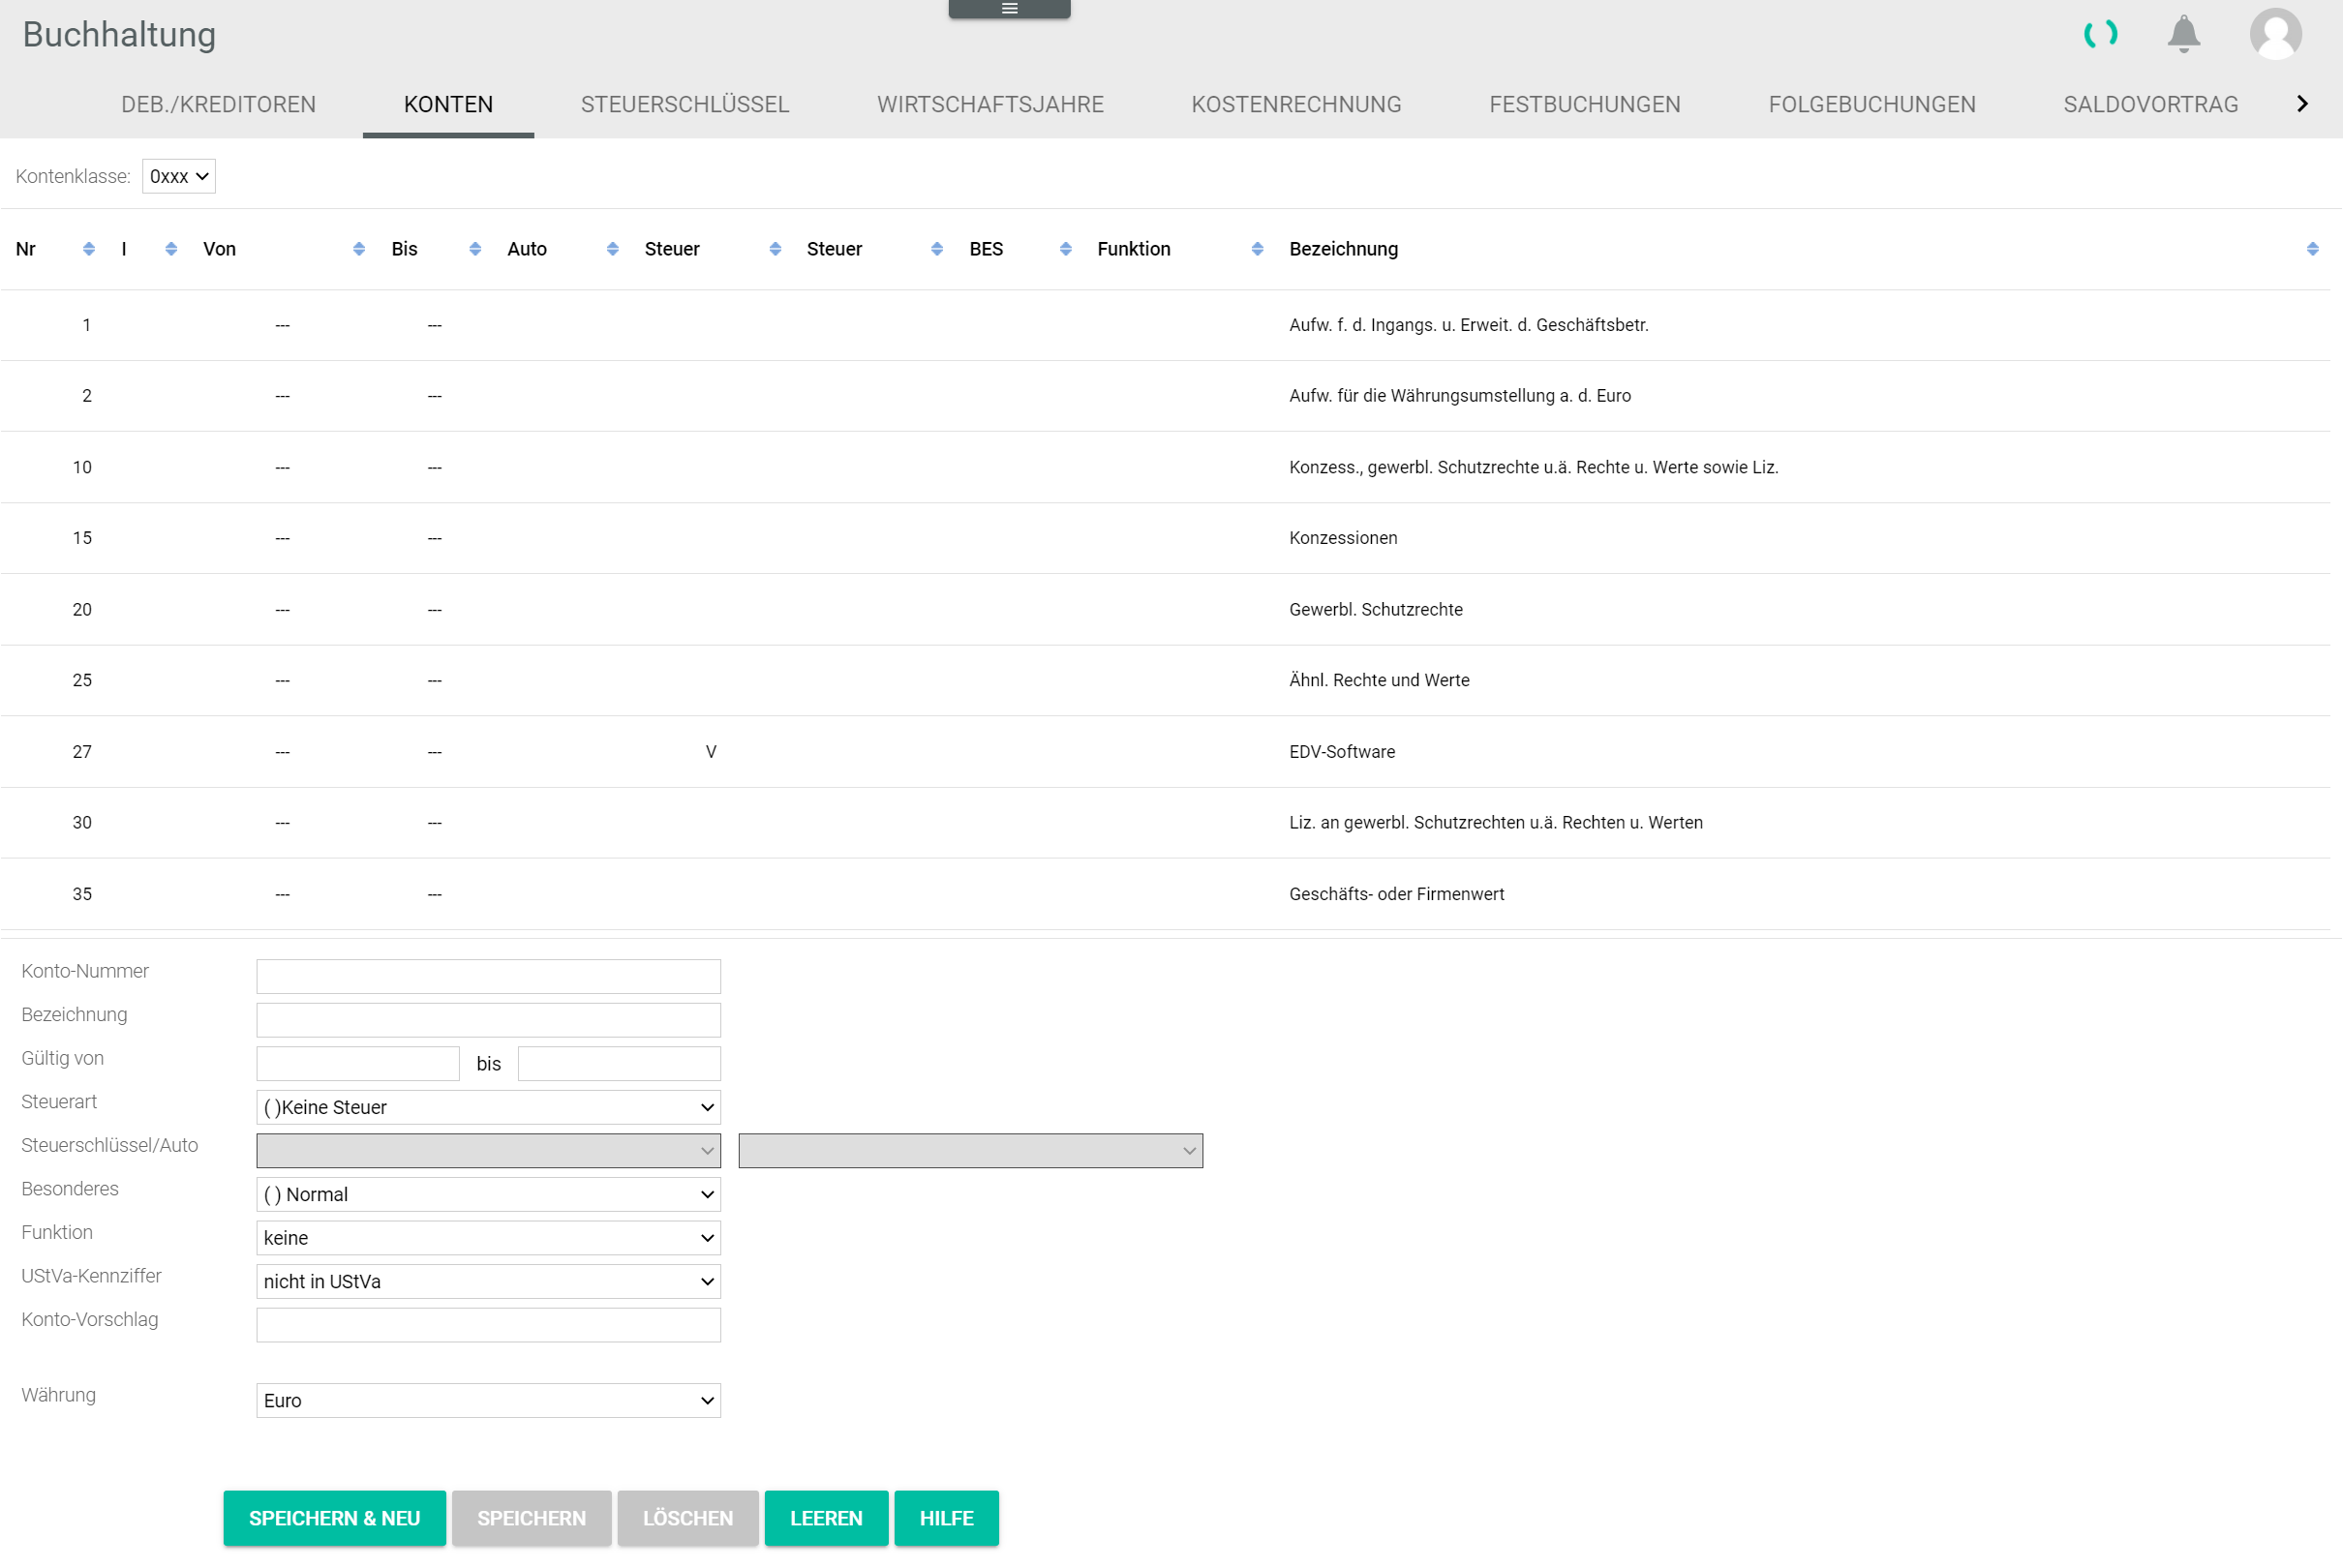 Buchhaltung
DEB./KREDITOREN KONTEN STEUERSCHLÜSSEL WIRTSCHAFTSJAHRE KOSTENRECHNUNG FESTBUCHUNGEN FOLGEBUCHUNGEN SALDOVORTRAG
Kontenklasse: 0xxx
Nr I Von Bis Auto Steuer Steuer BES Funktion Bezeichnung
1 --- --- Aufw. f. d. Ingangs. u. Erweit. d. Geschäftsbetr.
2 --- --- Aufw. für die Währungsumstellung a. d. Euro
10 --- --- Konzess., gewerbl. Schutzrechte u.ä. Rechte u. Werte sowie Liz.
15 --- --- Konzessionen
20 --- --- Gewerbl. Schutzrechte
25 --- --- Ähnl. Rechte und Werte
27 --- --- V EDV-Software
30 --- --- Liz. an gewerbl. Schutzrechten u.ä. Rechten u. Werten
35 --- --- Geschäfts- oder Firmenwert
Konto-Nummer
Bezeichnung
Gültig von bis
Steuerart ( )Keine Steuer
Steuerschlüssel/Auto
Besonderes ( ) Normal
Funktion keine
UStVa-Kennziffer nicht in UStVa
Konto-Vorschlag
Währung Euro
SPEICHERN & NEU SPEICHERN LÖSCHEN LEEREN HILFE